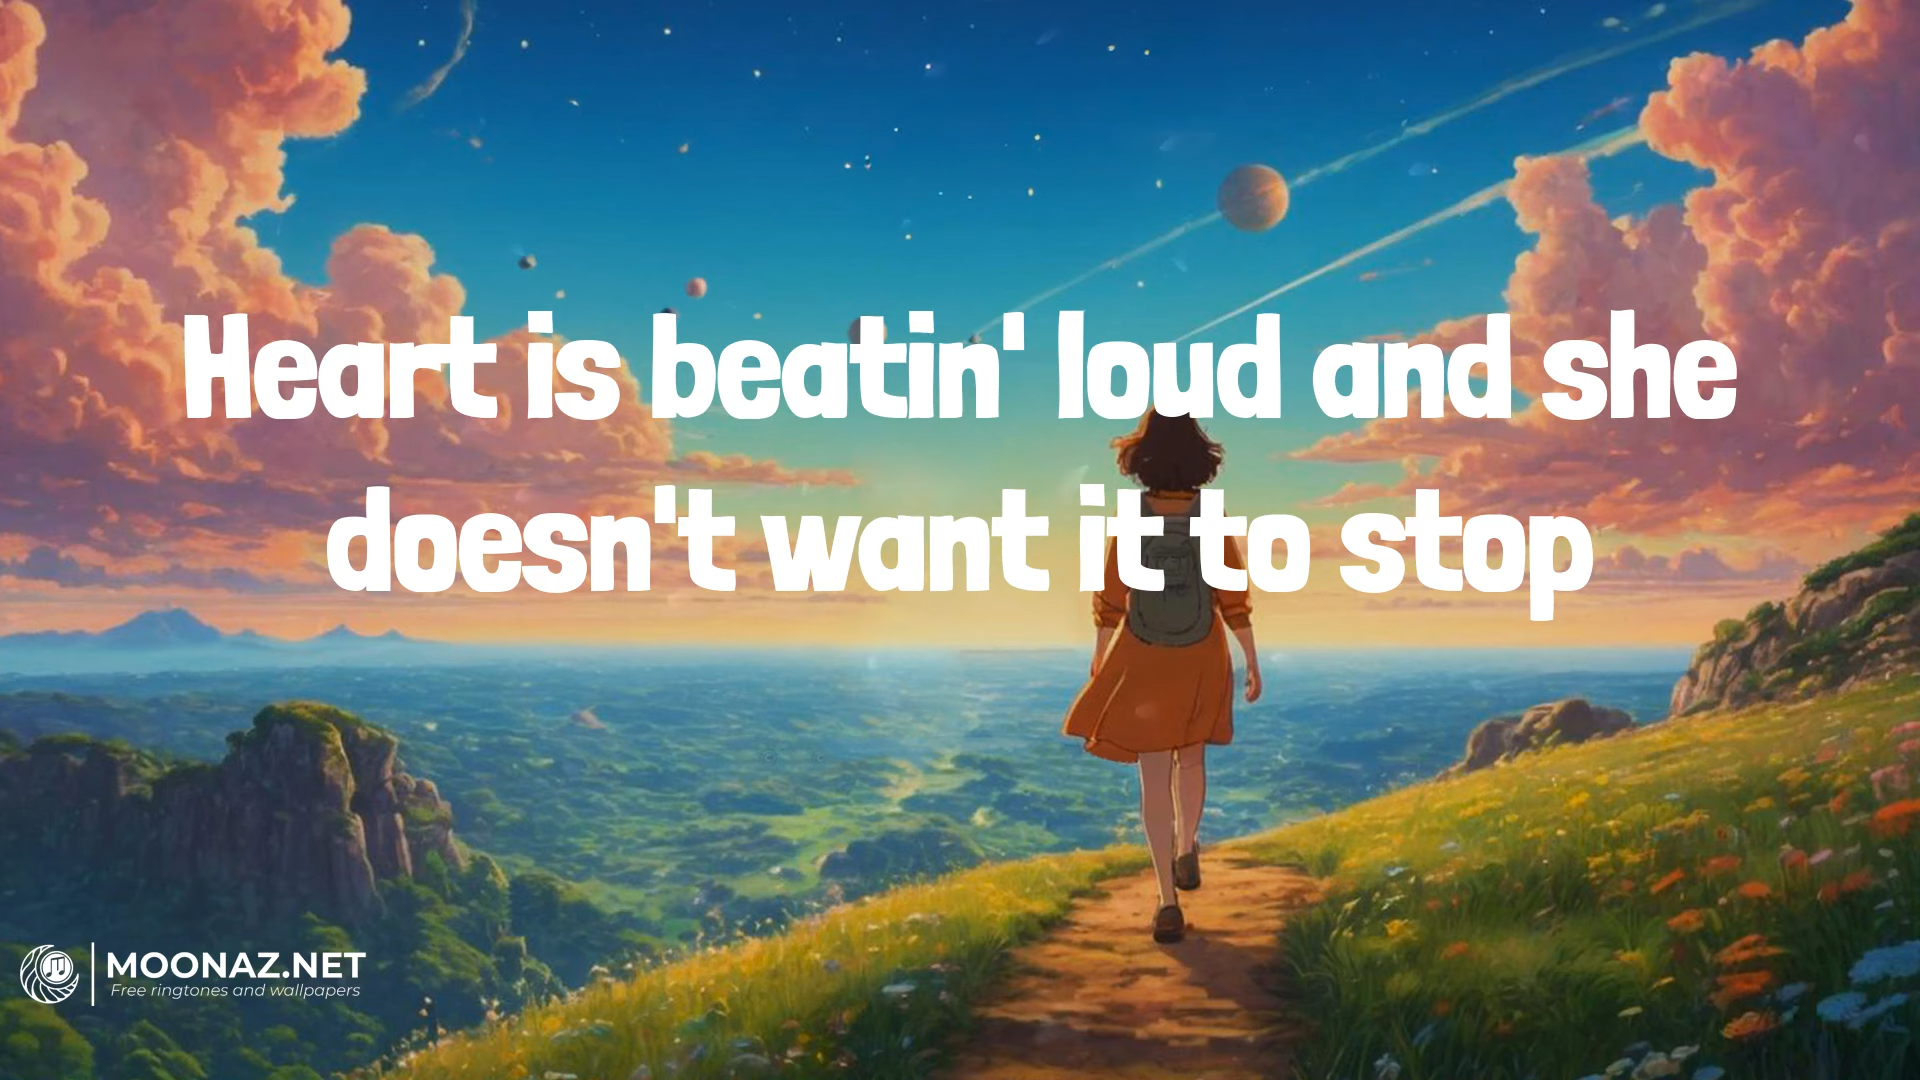 Heart is beatin' loud and she
doesn't want it to stop
MOONAZ.NET
Free ringtones and wallpapers